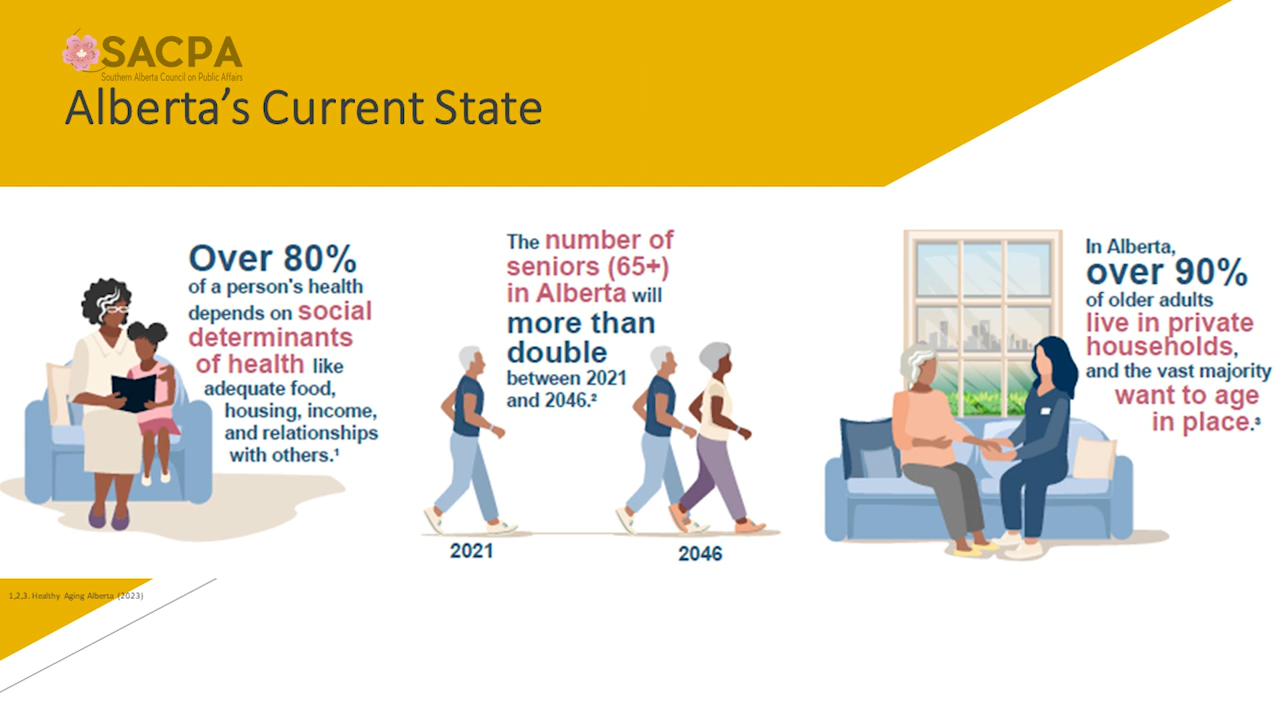 SACPA
Southern Alberta Council on Public Affairs
Alberta’s Current State
Over 80%
of a person's health
depends on social
determinants
of health like
adequate food,
housing, income,
and relationships
with others.¹
The number of
seniors (65+)
in Alberta will
more than
double
between 2021
and 2046.²
2021
2046
In Alberta,
over 90%
of older adults
live in private
households,
and the vast majority
want to age
in place.³
1,2,3. Healthy Aging Alberta (2023)